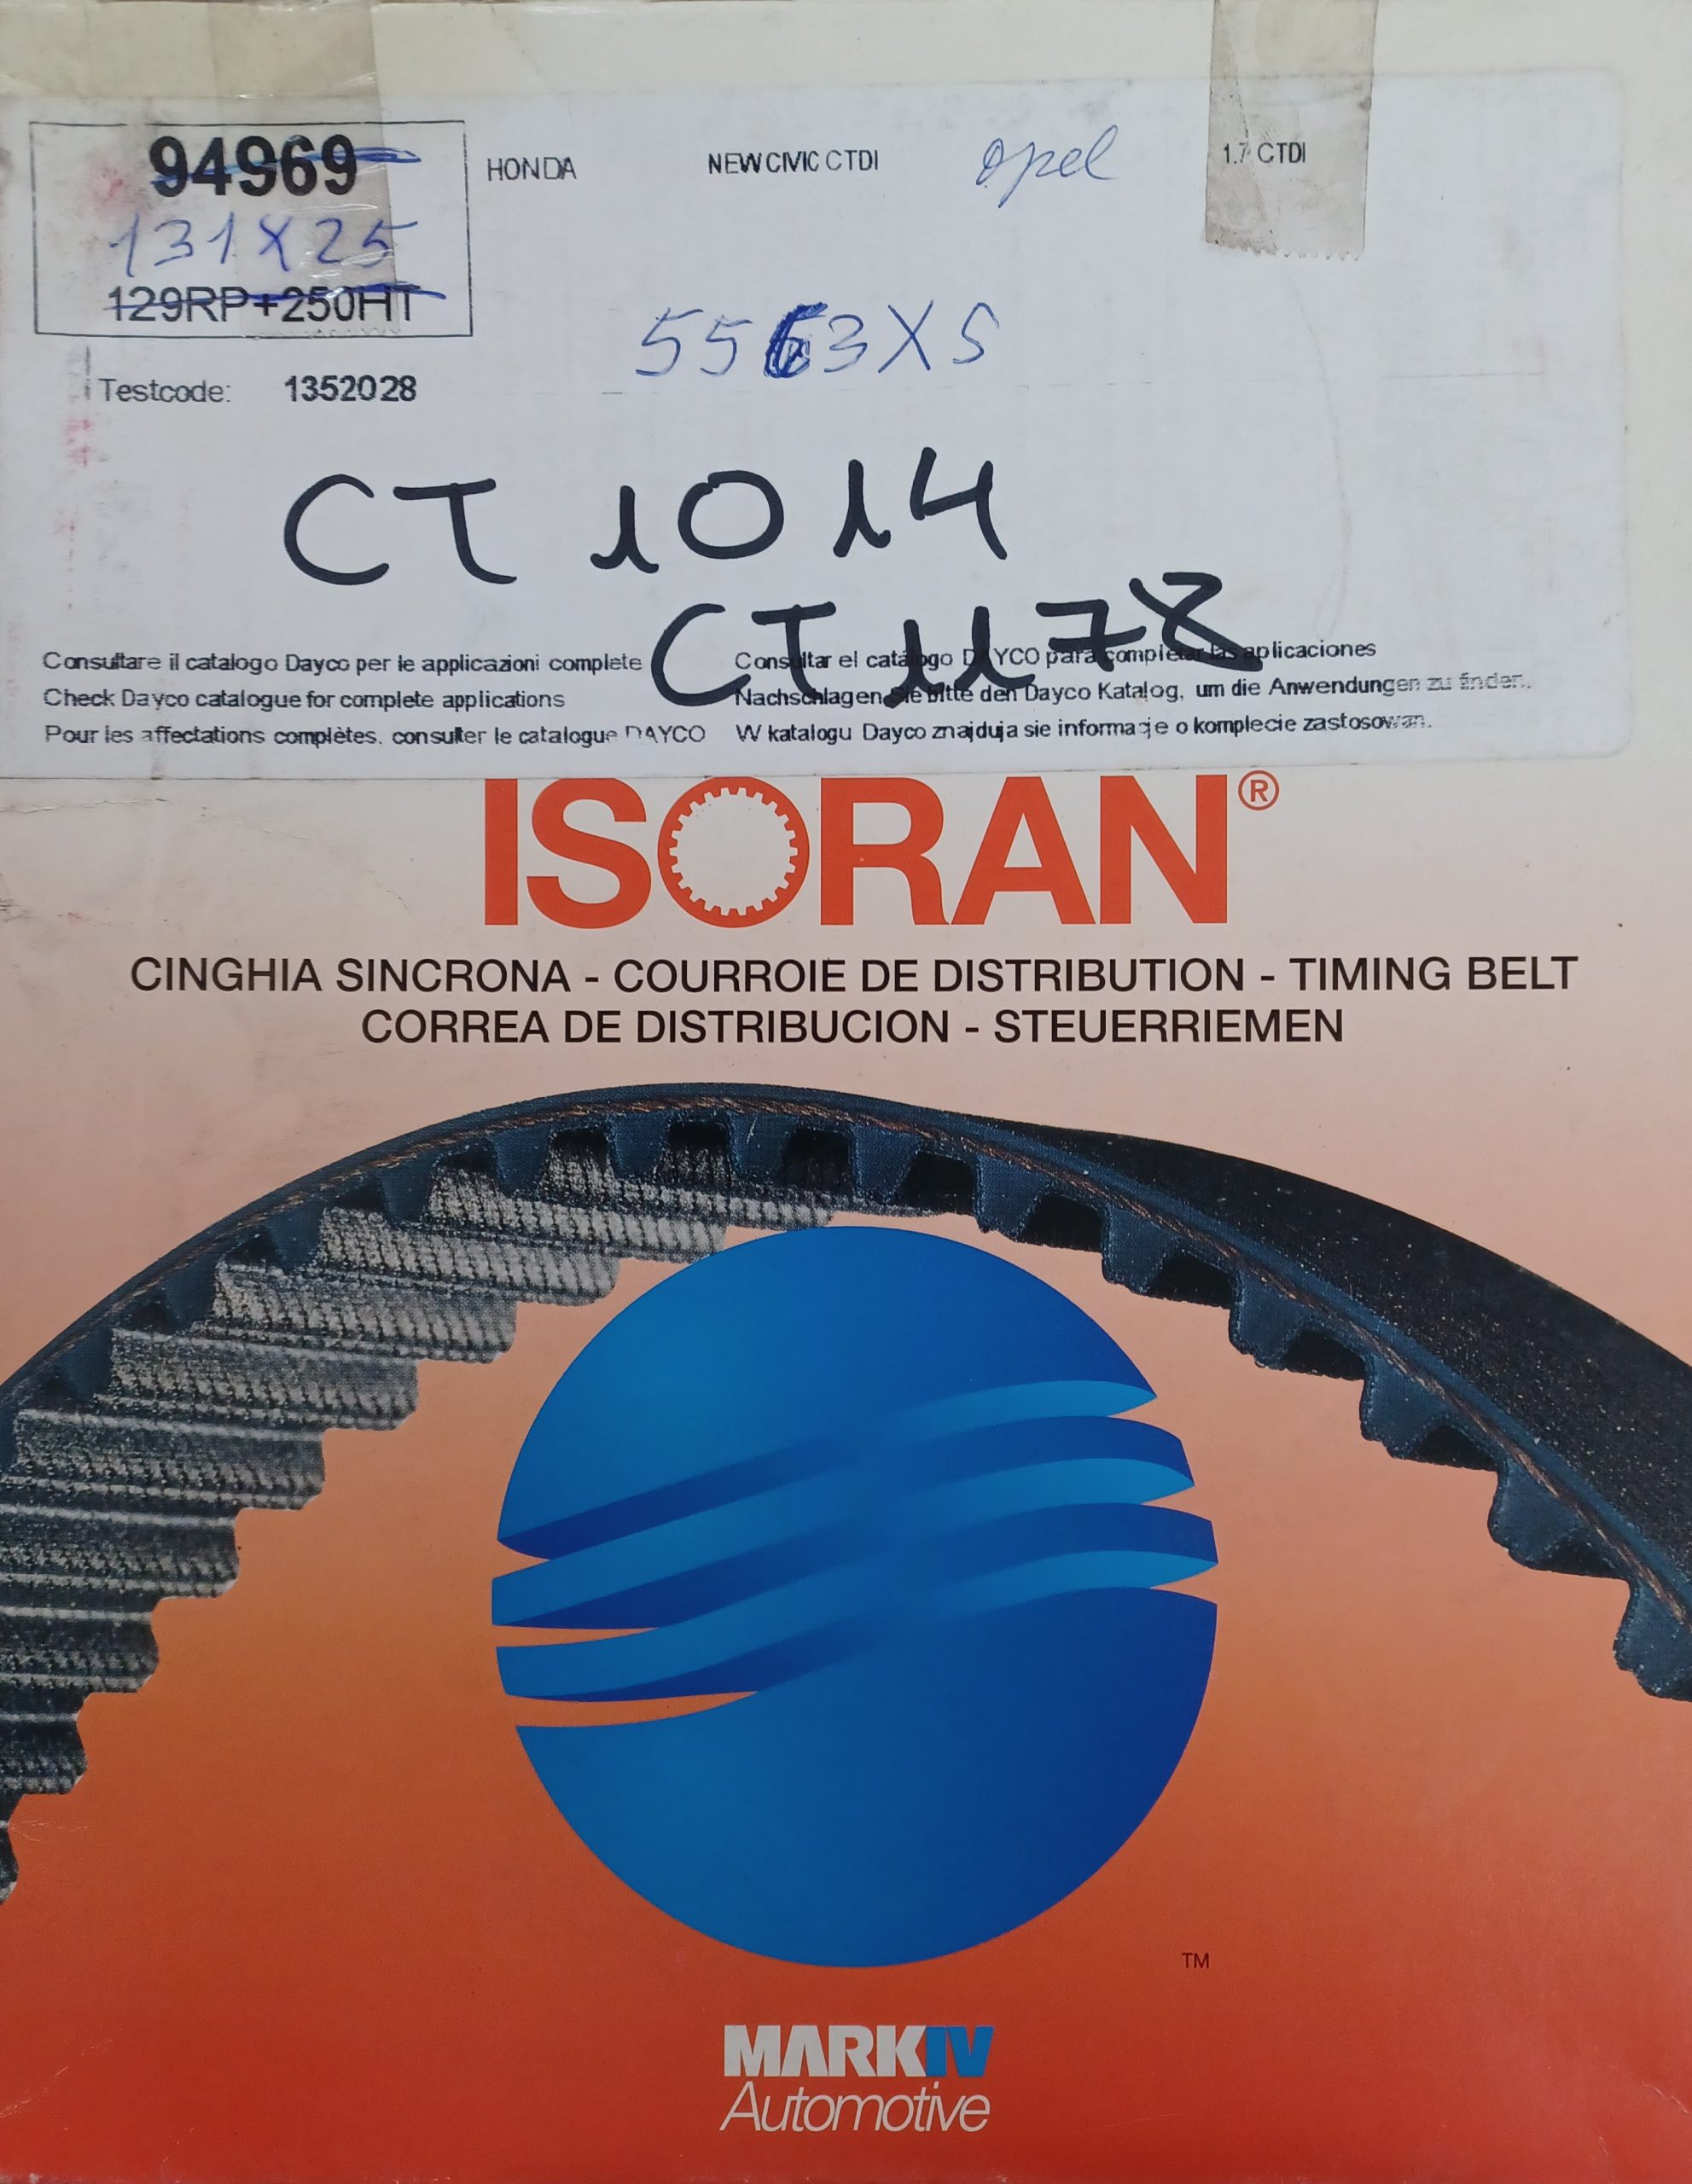 94969
131X25
129RP+250HT
HONDA NEW CIVIC CTDI opel 1.7 CTDI
5563XS
Testcode: 1352028
CT 1014
CT 1178
Consultare il catalogo Dayco per le applicazioni complete
Check Dayco catalogue for complete applications
Pour les affectations complètes, consulter le catalogue DAYCO
Consultar el catálogo DAYCO para completar las aplicaciones
Nachschlagen Sie bitte den Dayco Katalog, um die Anwendungen zu finden.
W katalogu Dayco znajduja sie informacje o komplecie zastosowan.
ISORAN®
CINGHIA SINCRONA - COURROIE DE DISTRIBUTION - TIMING BELT
CORREA DE DISTRIBUCION - STEUERRIEMEN
TM
MARKIV
Automotive